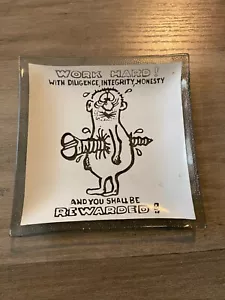 WORK HARD!
WITH DILIGENCE, INTEGRITY, HONESTY
AND YOU SHALL BE
REWARDED!